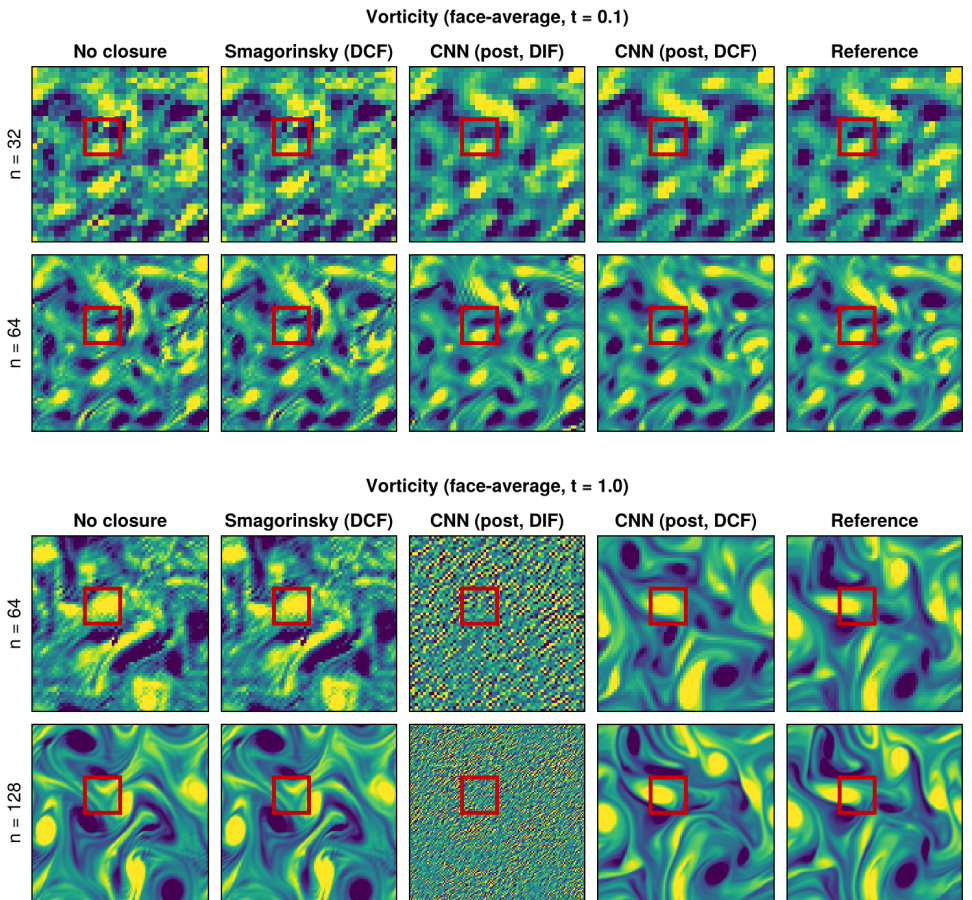 Vorticity (face-average, t = 0.1)
No closure Smagorinsky (DCF) CNN (post, DIF) CNN (post, DCF) Reference
n = 32
n = 64
Vorticity (face-average, t = 1.0)
No closure Smagorinsky (DCF) CNN (post, DIF) CNN (post, DCF) Reference
n = 64
n = 128